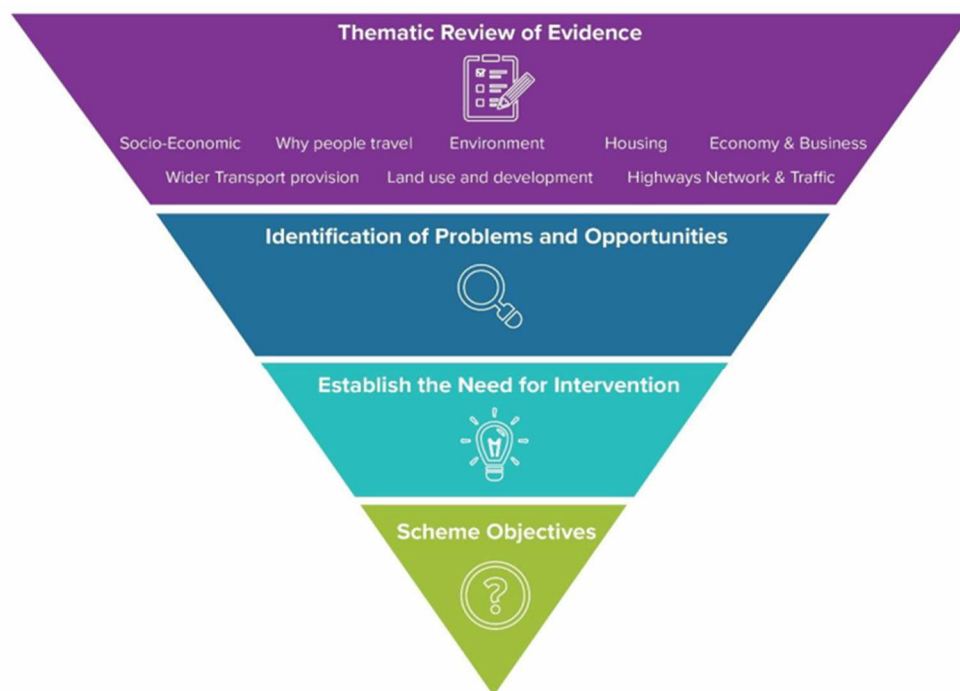 Thematic Review of Evidence
Socio-Economic Why people travel Environment Housing Economy & Business
Wider Transport provision Land use and development Highways Network & Traffic
Identification of Problems and Opportunities
Establish the Need for Intervention
Scheme Objectives
?